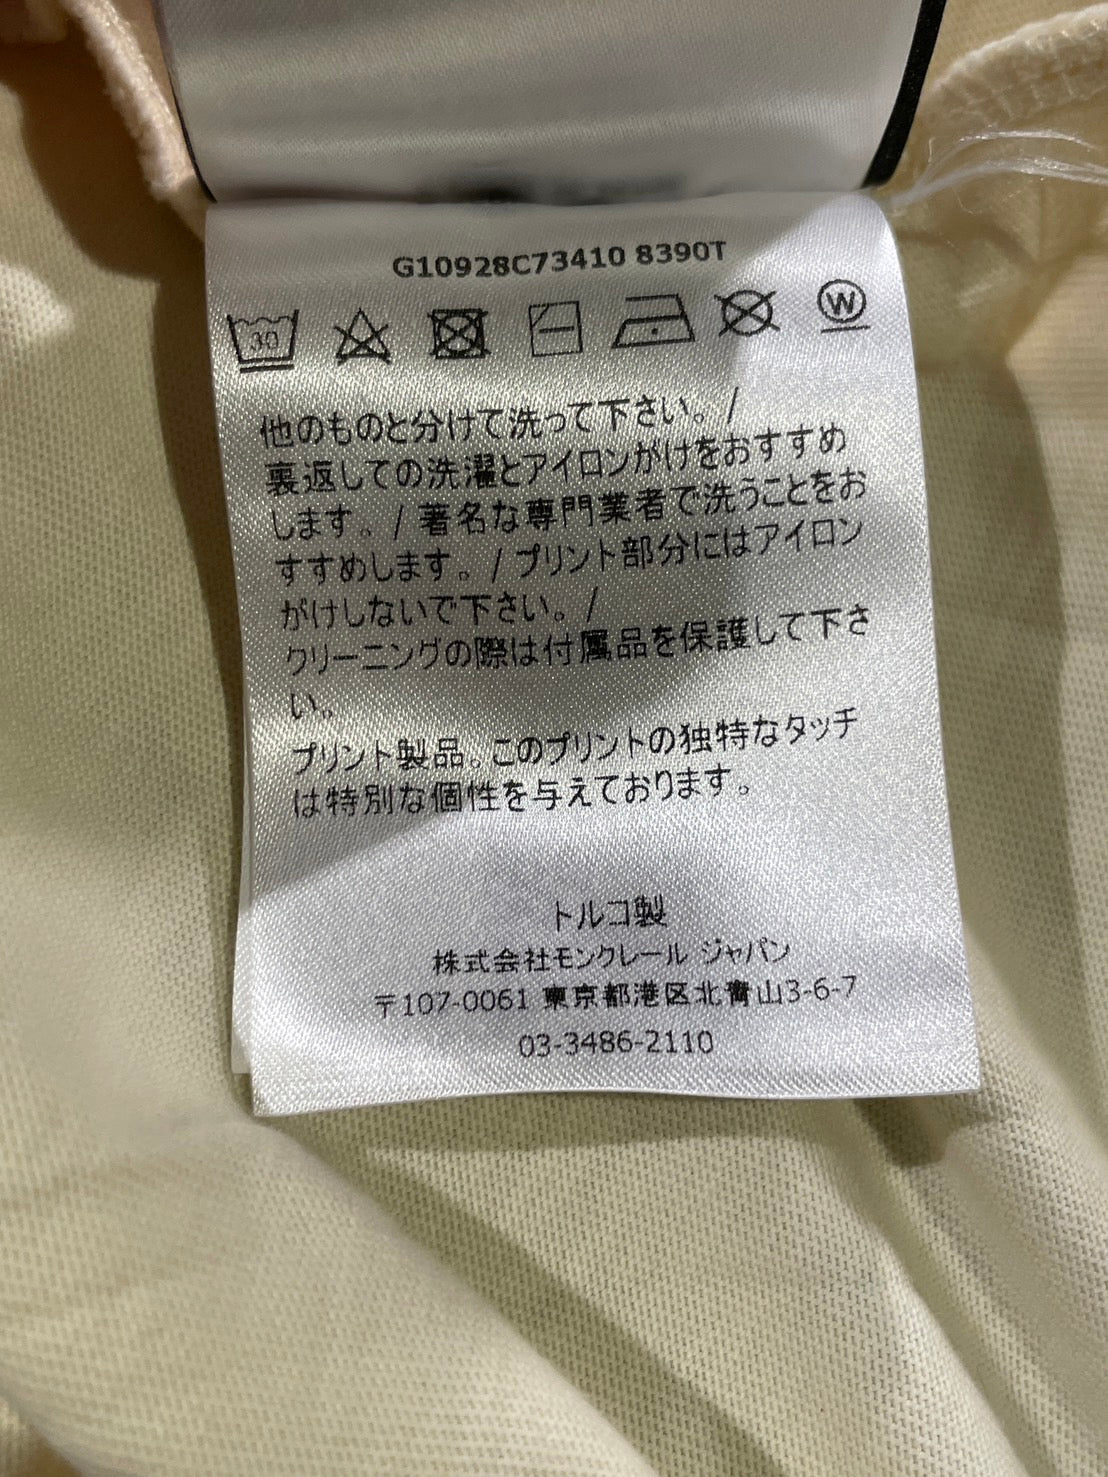 G10928C73410 8390T
30
W
他のものと分けて洗って下さい。/
裏返しての洗濯とアイロンがけをおすすめ
します。/ 著名な専門業者で洗うことをお
すすめします。/ プリント部分にはアイロン
がけしないで下さい。/
クリーニングの際は付属品を保護して下さ
い。
プリント製品。このプリントの独特なタッチ
は特別な個性を与えております。
トルコ製
株式会社モンクレール ジャパン
〒107-0061 東京都港区北青山3-6-7
03-3486-2110